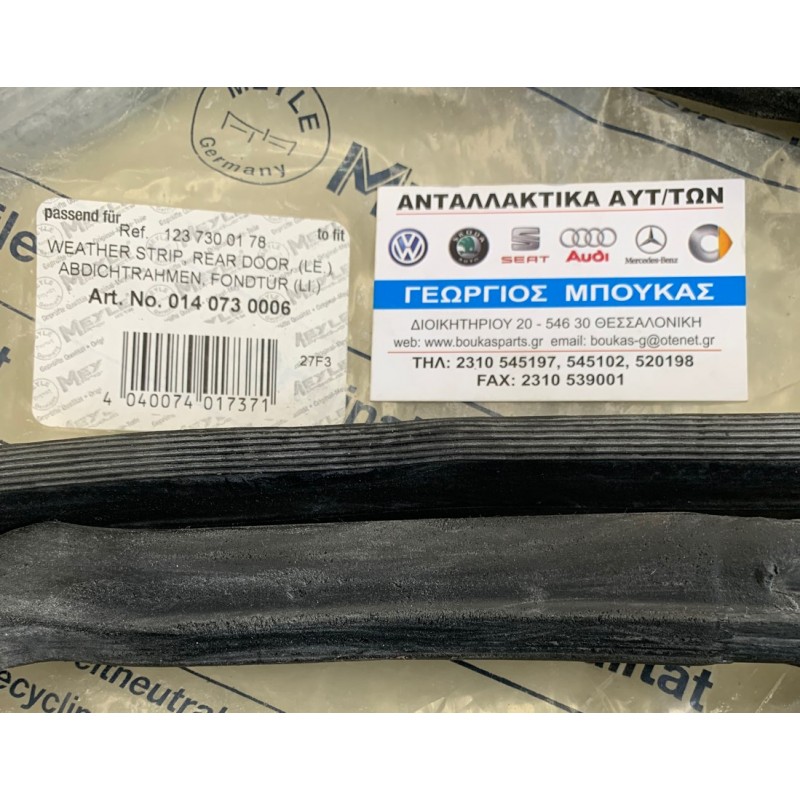 MEYLE
Germany
MEYLE
passend für
to fit
Ref. 123 730 01 78
WEATHER STRIP, REAR DOOR, (LE.)
ABDICHTRAHMEN, FONDTÜR (LI.)
Art. No. 014 073 0006
27F3
4 040074 017371
ΑΝΤΑΛΛΑΚΤΙΚΑ ΑΥΤ/ΤΩΝ
SKODA
SEAT
Audi
Mercedes-Benz
ΓΕΩΡΓΙΟΣ ΜΠΟΥΚΑΣ
ΔΙΟΙΚΗΤΗΡΙΟΥ 20 - 546 30 ΘΕΣΣΑΛΟΝΙΚΗ
web: www.boukasparts.gr email: boukas-g@otenet.gr
ΤΗΛ: 2310 545197, 545102, 520198
FAX: 2310 539001